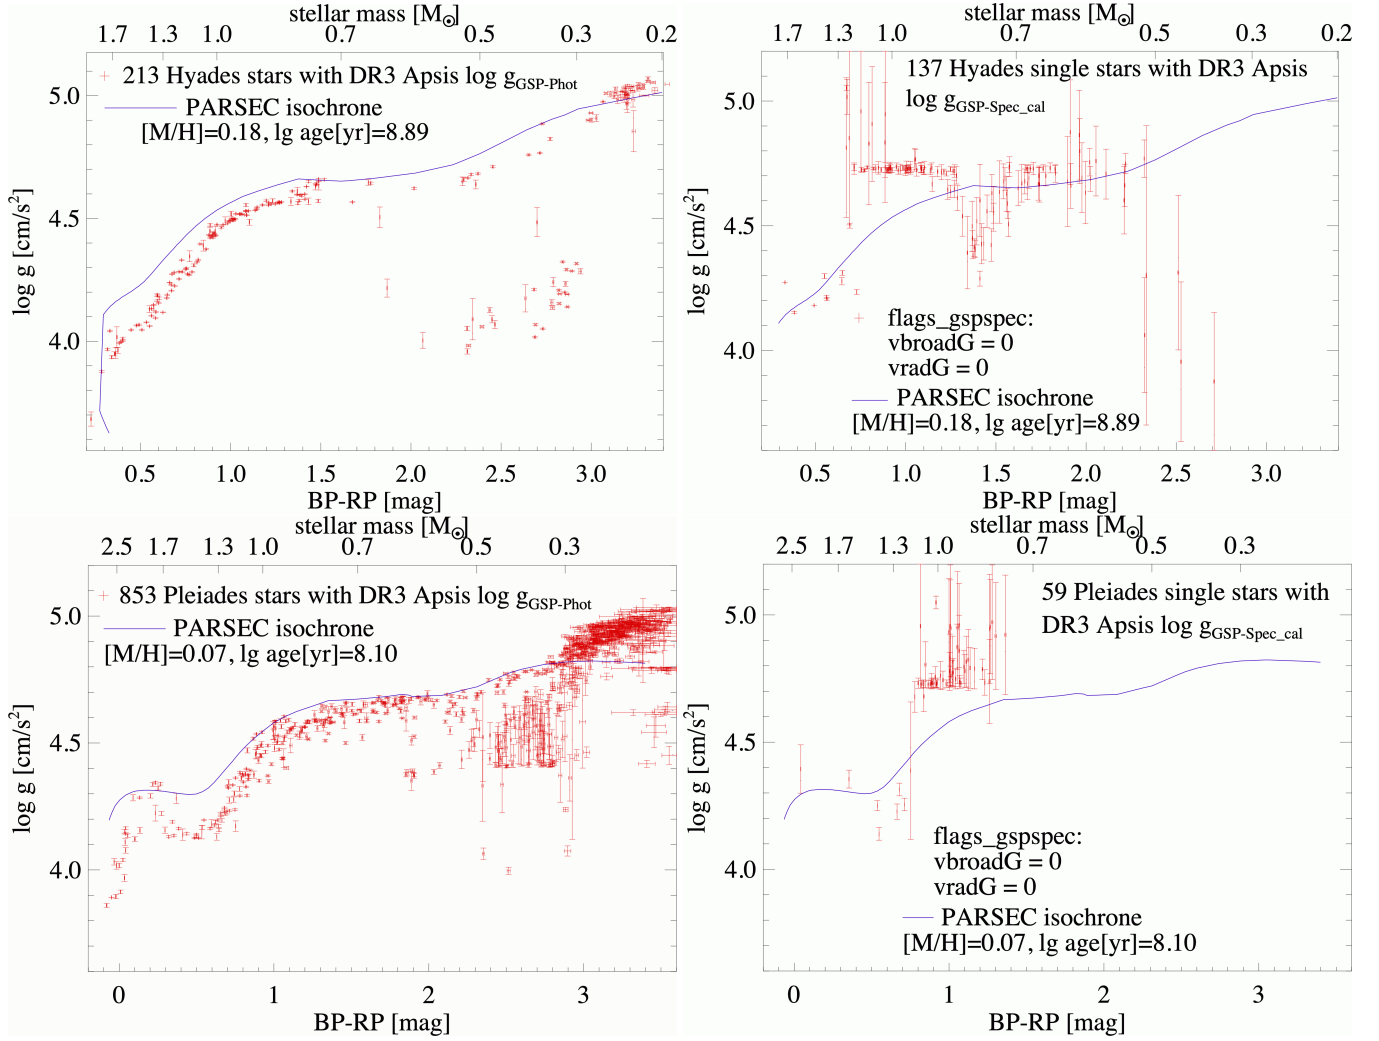 stellar mass [M⊙]
1.7 1.3 1.0 0.7 0.5 0.3 0.2
213 Hyades stars with DR3 Apsis log gGSP-Phot
PARSEC isochrone
[M/H]=0.18, lg age[yr]=8.89
5.0
4.5
4.0
log g [cm/s²]
0.5 1.0 1.5 2.0 2.5 3.0
BP-RP [mag]
stellar mass [M⊙]
1.7 1.3 1.0 0.7 0.5 0.3 0.2
137 Hyades single stars with DR3 Apsis
log gGSP-Spec_cal
5.0
4.5
4.0
log g [cm/s²]
flags_gspspec:
vbroadG = 0
vradG = 0
PARSEC isochrone
[M/H]=0.18, lg age[yr]=8.89
0.5 1.0 1.5 2.0 2.5 3.0
BP-RP [mag]
stellar mass [M⊙]
2.5 1.7 1.3 1.0 0.7 0.5 0.3
853 Pleiades stars with DR3 Apsis log gGSP-Phot
PARSEC isochrone
[M/H]=0.07, lg age[yr]=8.10
5.0
4.5
4.0
log g [cm/s²]
0 1 2 3
BP-RP [mag]
stellar mass [M⊙]
2.5 1.7 1.3 1.0 0.7 0.5 0.3
59 Pleiades single stars with
DR3 Apsis log gGSP-Spec_cal
5.0
4.5
4.0
log g [cm/s²]
flags_gspspec:
vbroadG = 0
vradG = 0
PARSEC isochrone
[M/H]=0.07, lg age[yr]=8.10
0 1 2 3
BP-RP [mag]